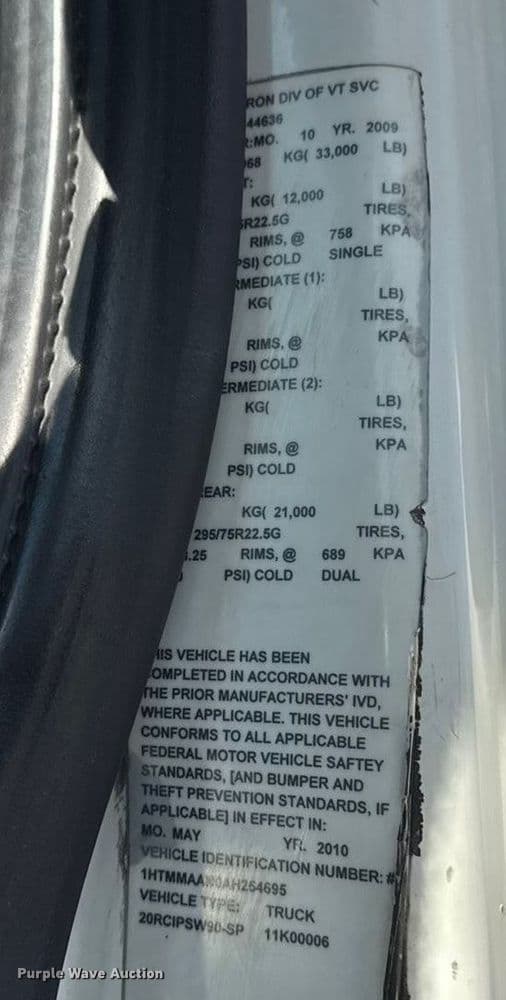 RON DIV OF VT SVC
44636
R:MO. 10 YR. 2009
068 KG( 33,000 LB)
T:
KG( 12,000 LB)
5R22.5G TIRES,
RIMS, @ 758 KPA
PSI) COLD SINGLE
RMEDIATE (1):
KG( LB)
TIRES,
RIMS, @ KPA
PSI) COLD
ERMEDIATE (2):
KG( LB)
TIRES,
RIMS, @ KPA
PSI) COLD
EAR:
KG( 21,000 LB)
295/75R22.5G TIRES,
.25 RIMS, @ 689 KPA
PSI) COLD DUAL
HIS VEHICLE HAS BEEN
COMPLETED IN ACCORDANCE WITH
THE PRIOR MANUFACTURERS' IVD,
WHERE APPLICABLE. THIS VEHICLE
CONFORMS TO ALL APPLICABLE
FEDERAL MOTOR VEHICLE SAFTEY
STANDARDS, [AND BUMPER AND
THEFT PREVENTION STANDARDS, IF
APPLICABLE] IN EFFECT IN:
MO. MAY YR. 2010
VEHICLE IDENTIFICATION NUMBER: #
VEHICLE TYPE: TRUCK
20RCIPSW90-SP 11K00006
Purple Wave Auction